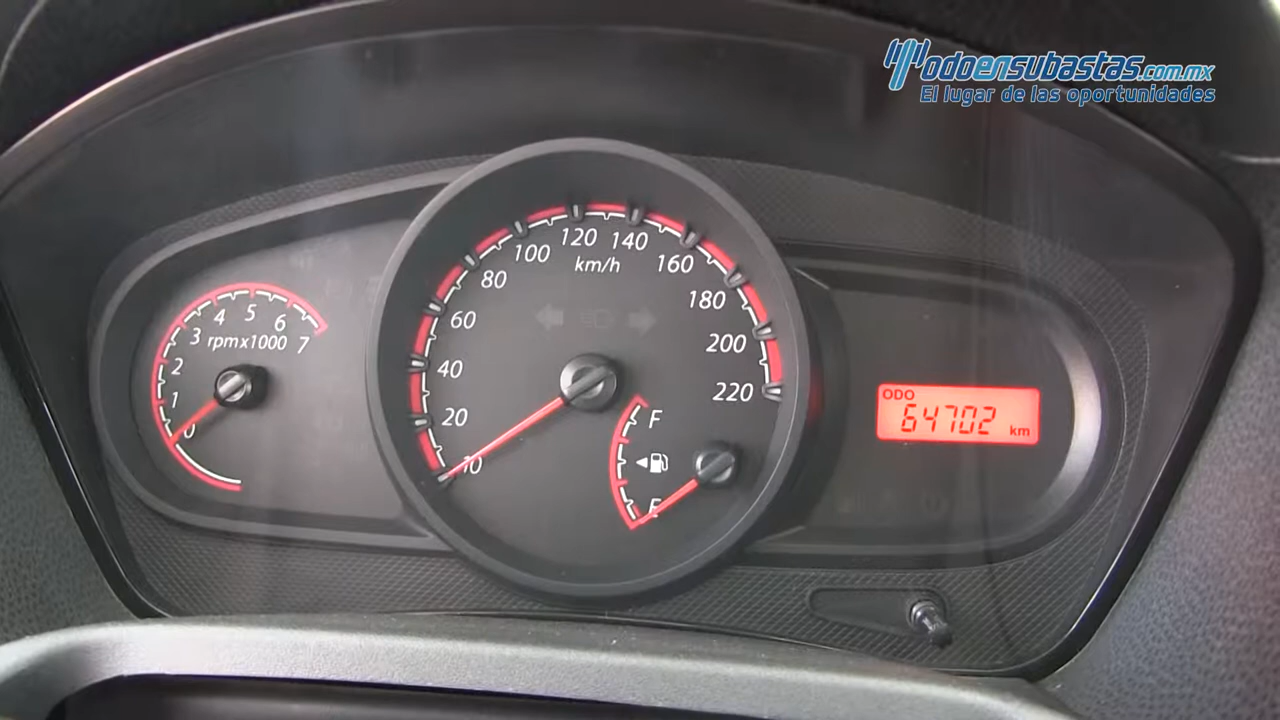 Todoensubastas.com.mx
El lugar de las oportunidades
0 1 2 3 4 5 6 7
rpmx1000
0 20 40 60 80 100 120 140 160 180 200 220
km/h
F
E
ODO
64702 km